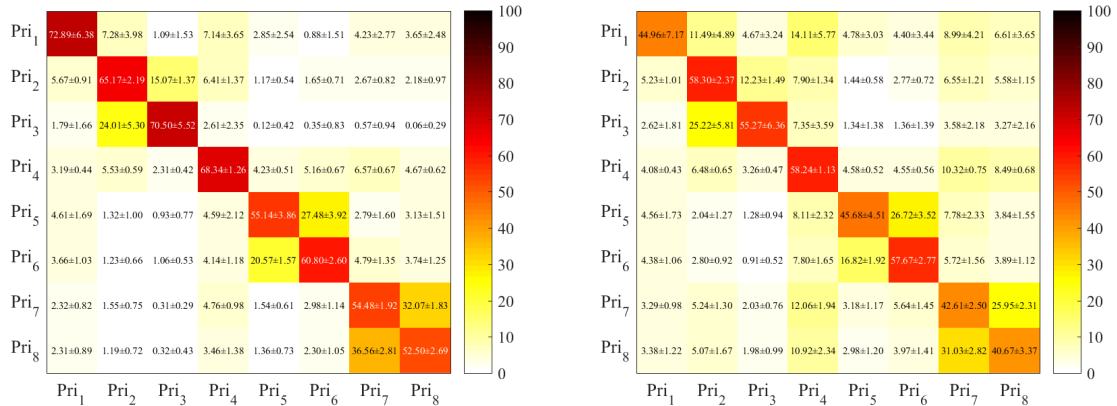 Pri1 72.89±6.38 7.28±3.98 1.09±1.53 7.14±3.65 2.85±2.54 0.88±1.51 4.23±2.77 3.65±2.48
Pri2 5.67±0.91 65.17±2.19 15.07±1.37 6.41±1.37 1.17±0.54 1.65±0.71 2.67±0.82 2.18±0.97
Pri3 1.79±1.66 24.01±5.30 70.50±5.52 2.61±2.35 0.12±0.42 0.35±0.83 0.57±0.94 0.06±0.29
Pri4 3.19±0.44 5.53±0.59 2.31±0.42 68.34±1.26 4.23±0.51 5.16±0.67 6.57±0.67 4.67±0.62
Pri5 4.61±1.69 1.32±1.00 0.93±0.77 4.59±2.12 55.14±3.86 27.48±3.92 2.79±1.60 3.13±1.51
Pri6 3.66±1.03 1.23±0.66 1.06±0.53 4.14±1.18 20.57±1.57 60.80±2.60 4.79±1.35 3.74±1.25
Pri7 2.32±0.82 1.55±0.75 0.31±0.29 4.76±0.98 1.54±0.61 2.98±1.14 54.48±1.92 32.07±1.83
Pri8 2.31±0.89 1.19±0.72 0.32±0.43 3.46±1.38 1.36±0.73 2.30±1.05 36.56±2.81 52.50±2.69
Pri1 Pri2 Pri3 Pri4 Pri5 Pri6 Pri7 Pri8
100
90
80
70
60
50
40
30
20
10
0
Pri1 44.96±7.17 11.49±4.89 4.67±3.24 14.11±5.77 4.78±3.03 4.40±3.44 8.99±4.21 6.61±3.65
Pri2 5.23±1.01 58.30±2.37 12.23±1.49 7.90±1.34 1.44±0.58 2.77±0.72 6.55±1.21 5.58±1.15
Pri3 2.62±1.81 25.22±5.81 55.27±6.36 7.35±3.59 1.34±1.38 1.36±1.39 3.58±2.18 3.27±2.16
Pri4 4.08±0.43 6.48±0.65 3.26±0.47 58.24±1.13 4.58±0.52 4.55±0.56 10.32±0.75 8.49±0.68
Pri5 4.56±1.73 2.04±1.27 1.28±0.94 8.11±2.32 45.68±4.51 26.72±3.52 7.78±2.33 3.84±1.55
Pri6 4.38±1.06 2.80±0.92 0.91±0.52 7.80±1.65 16.82±1.92 57.67±2.77 5.72±1.56 3.89±1.12
Pri7 3.29±0.98 5.24±1.30 2.03±0.76 12.06±1.94 3.18±1.17 5.64±1.45 42.61±2.50 25.95±2.31
Pri8 3.38±1.22 5.07±1.67 1.98±0.99 10.92±2.34 2.98±1.20 3.97±1.41 31.03±2.82 40.67±3.37
Pri1 Pri2 Pri3 Pri4 Pri5 Pri6 Pri7 Pri8
100
90
80
70
60
50
40
30
20
10
0